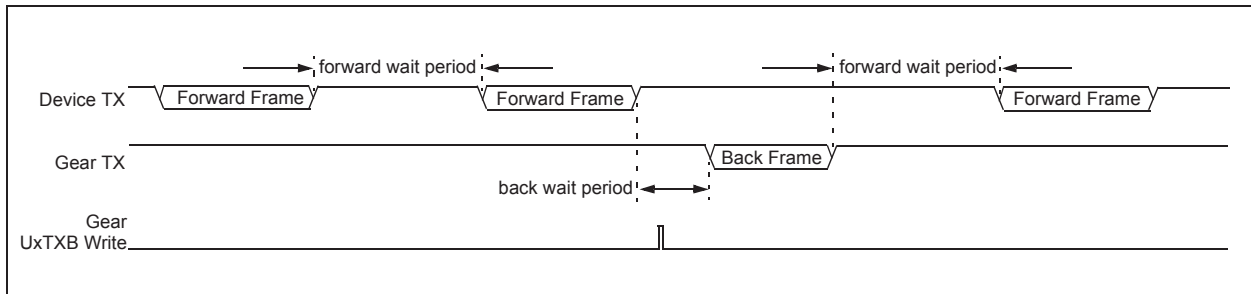 forward wait period
forward wait period
Device TX
Forward Frame
Forward Frame
Forward Frame
Gear TX
Back Frame
back wait period
Gear
UxTXB Write